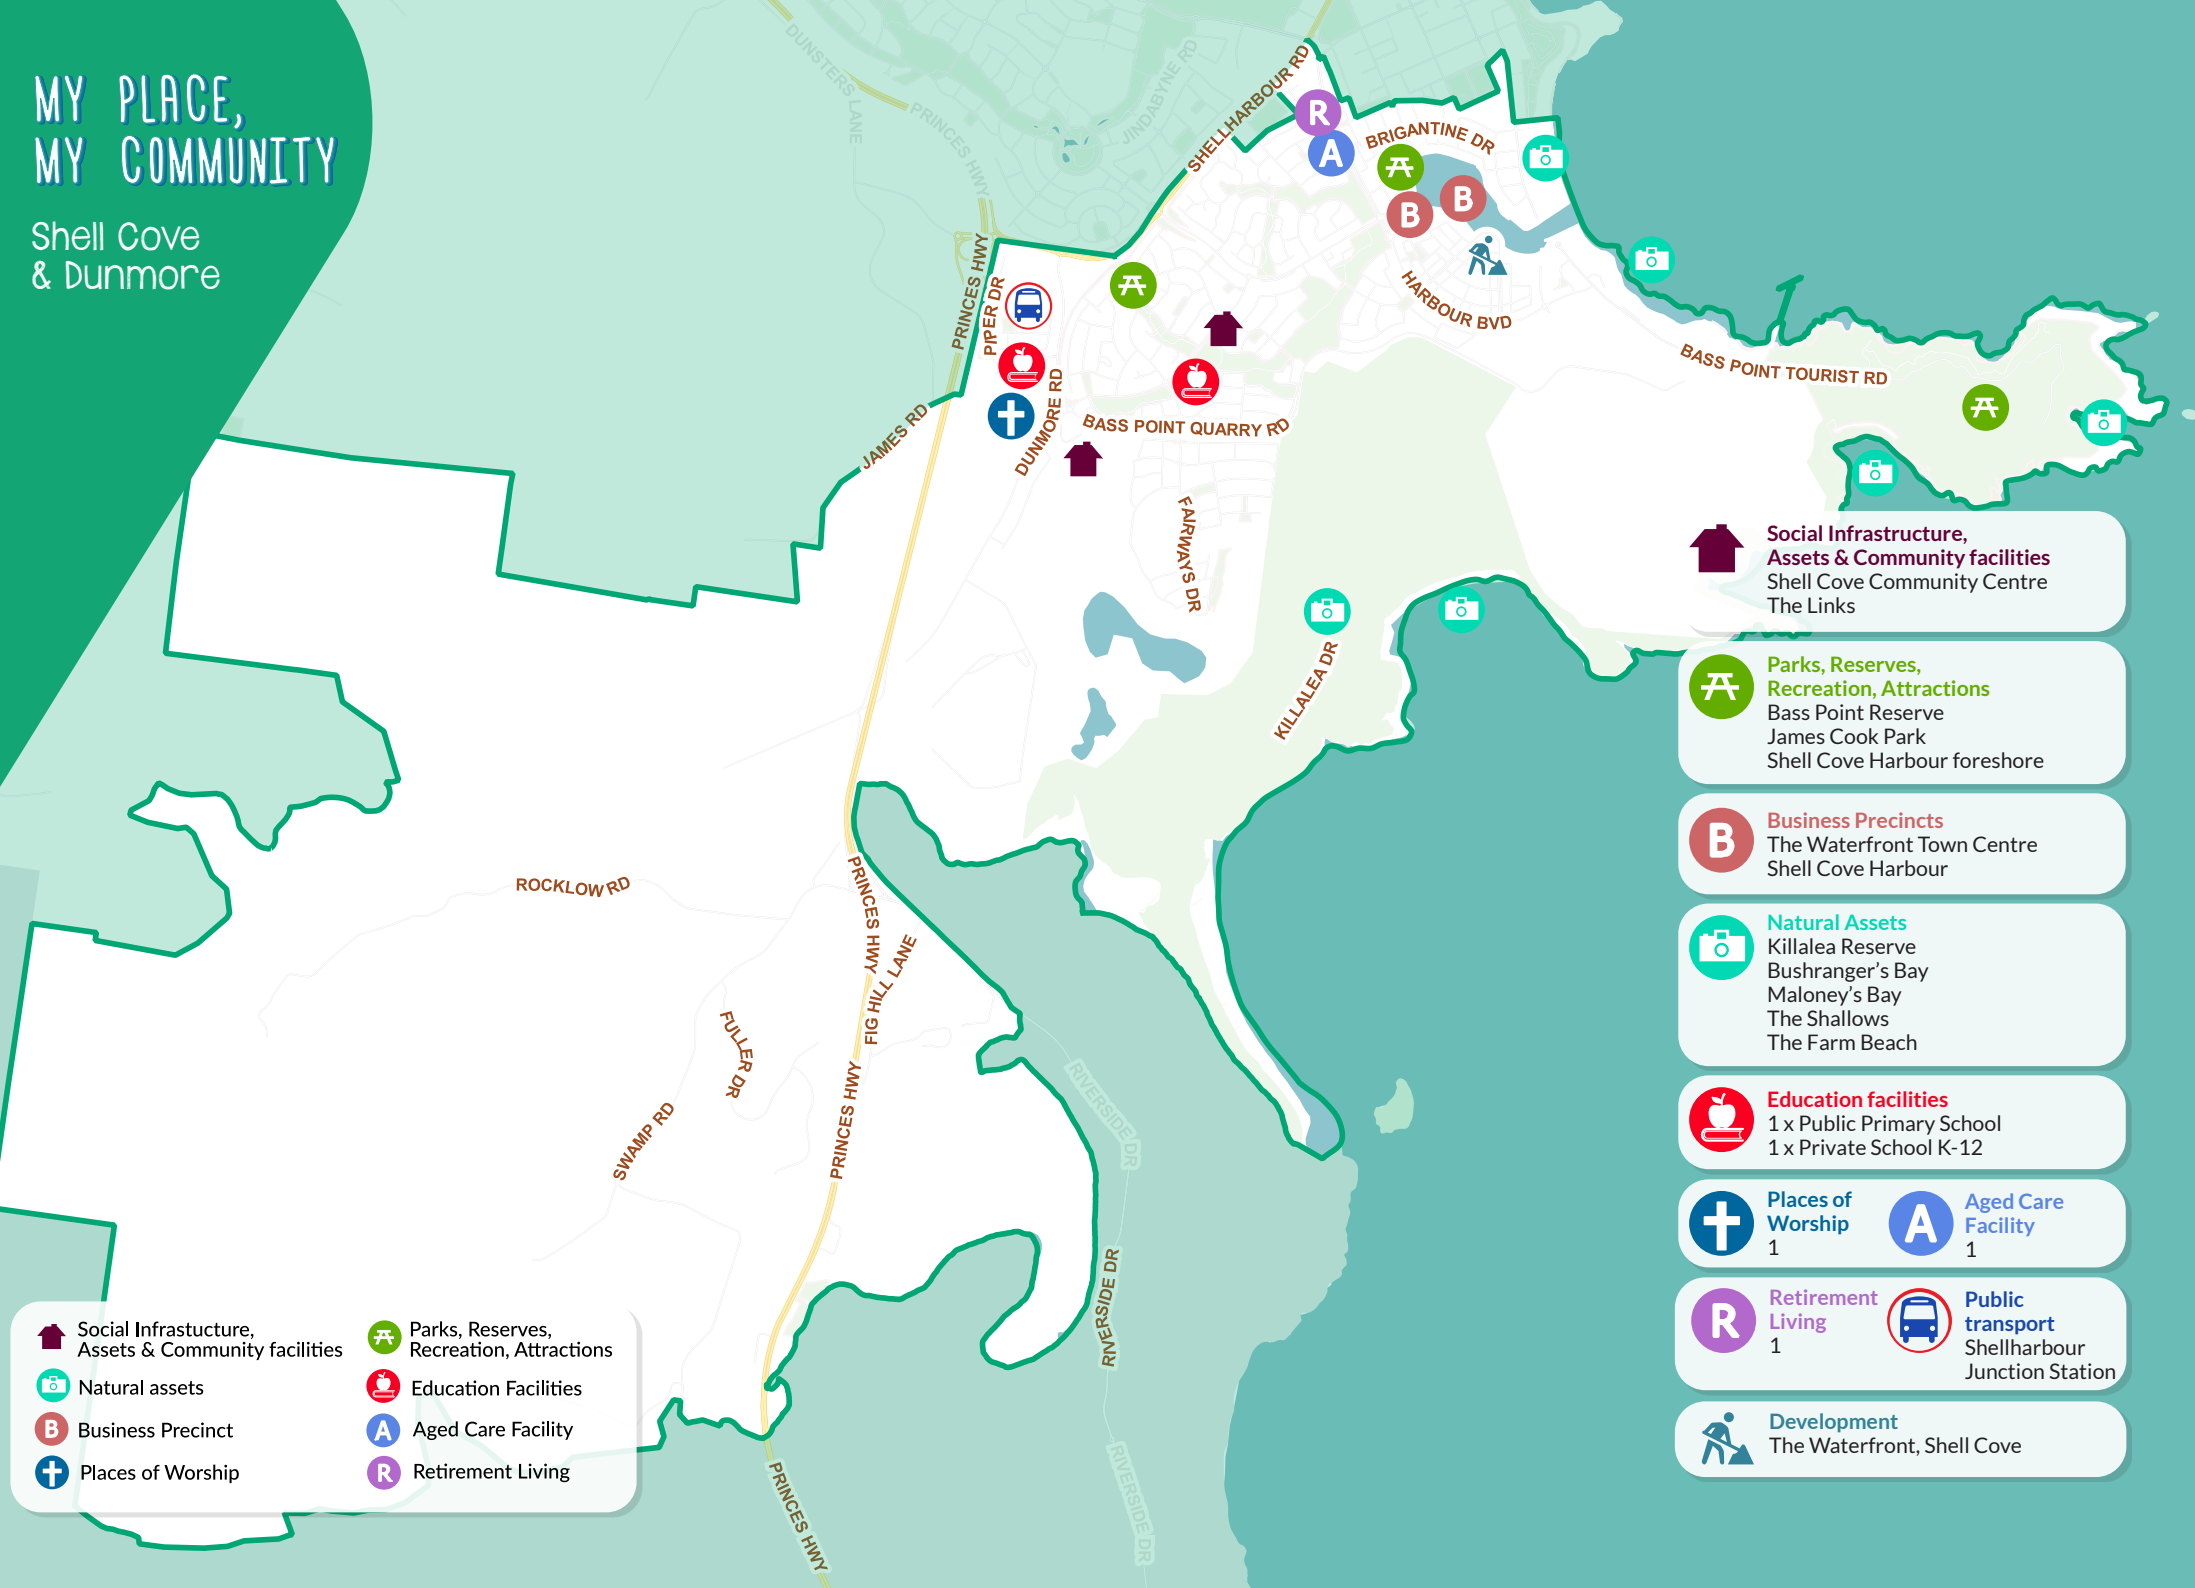 MY PLACE,
MY COMMUNITY
Shell Cove
& Dunmore
DUNSTERS LANE
PRINCES HWY
JINDABYNE RD
SHELLHARBOUR RD
R
A
BRIGANTINE DR
B
B
HARBOUR BVD
PRINCES HWY
PIPER DR
JAMES RD
DUNMORE RD
BASS POINT QUARRY RD
BASS POINT TOURIST RD
FAIRWAYS DR
KILLALEA DR
ROCKLOW RD
PRINCES HWY
FIG HILL LANE
FULLER DR
SWAMP RD
PRINCES HWY
RIVERSIDE DR
RIVERSIDE DR
RIVERSIDE DR
PRINCES HWY
Social Infrastructure,
Assets & Community facilities
Shell Cove Community Centre
The Links
Parks, Reserves,
Recreation, Attractions
Bass Point Reserve
James Cook Park
Shell Cove Harbour foreshore
B
Business Precincts
The Waterfront Town Centre
Shell Cove Harbour
Natural Assets
Killalea Reserve
Bushranger's Bay
Maloney's Bay
The Shallows
The Farm Beach
Education facilities
1 x Public Primary School
1 x Private School K-12
Places of
Worship
1
A
Aged Care
Facility
1
R
Retirement
Living
1
Public
transport
Shellharbour
Junction Station
Development
The Waterfront, Shell Cove
Social Infrastucture,
Assets & Community facilities
Natural assets
B
Business Precinct
Places of Worship
Parks, Reserves,
Recreation, Attractions
Education Facilities
A
Aged Care Facility
R
Retirement Living